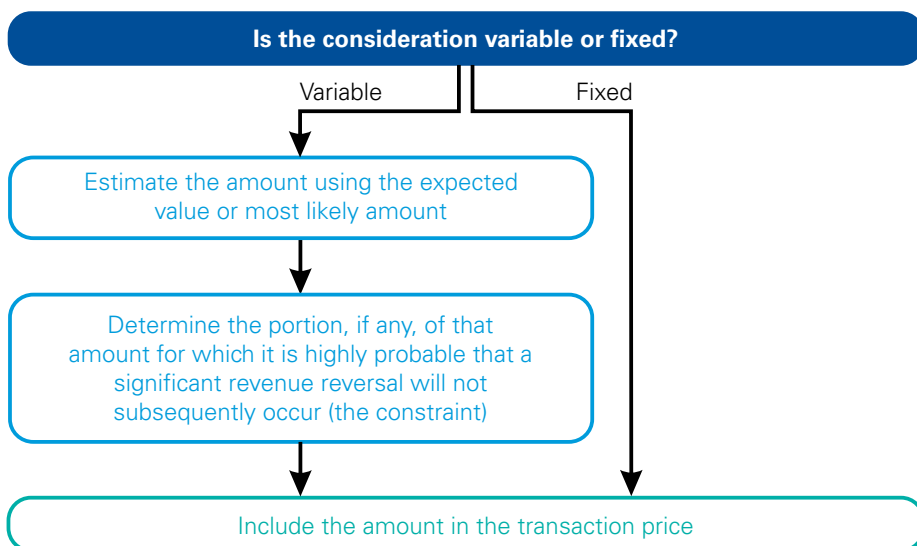 Is the consideration variable or fixed?
Variable
Fixed
Estimate the amount using the expected
value or most likely amount
Determine the portion, if any, of that
amount for which it is highly probable that a
significant revenue reversal will not
subsequently occur (the constraint)
Include the amount in the transaction price